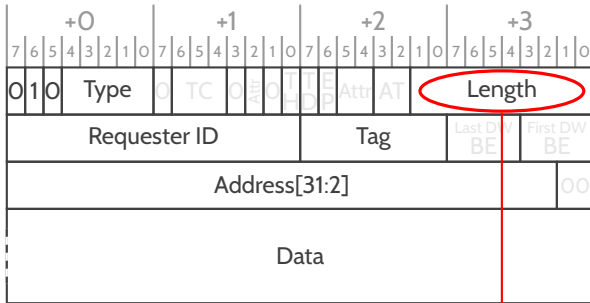 +0 +1 +2 +3
7 6 5 4 3 2 1 0 7 6 5 4 3 2 1 0 7 6 5 4 3 2 1 0 7 6 5 4 3 2 1 0
0 1 0 Type 0 TC 0 Attr 0 TH TD EP Attr AT Length
Requester ID Tag Last DW BE First DW BE
Address[31:2] 00
Data